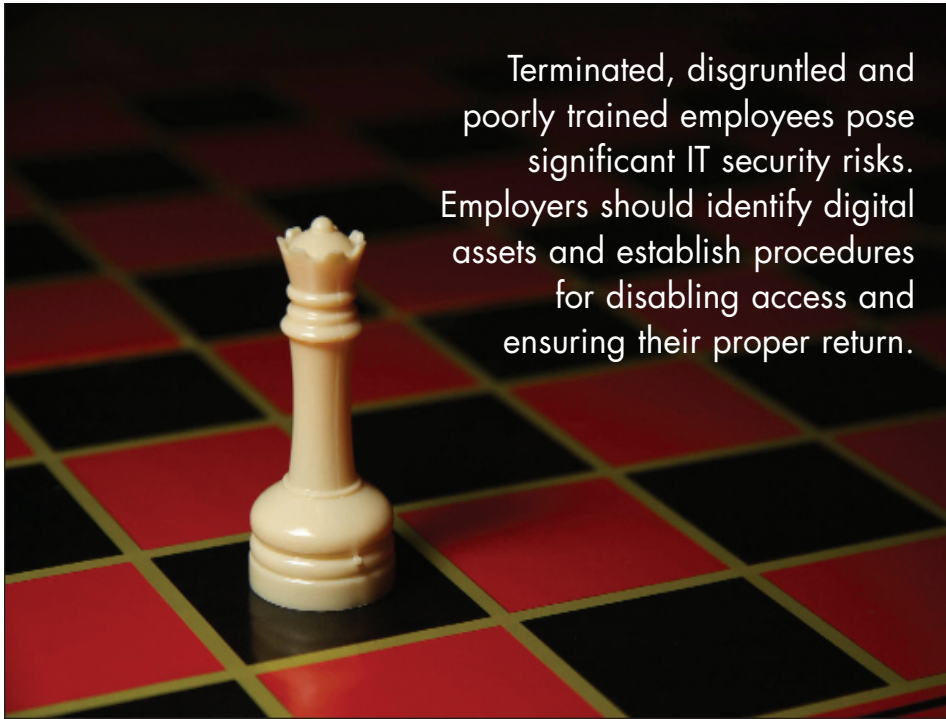 Terminated, disgruntled and
poorly trained employees pose
significant IT security risks.
Employers should identify digital
assets and establish procedures
for disabling access and
ensuring their proper return.